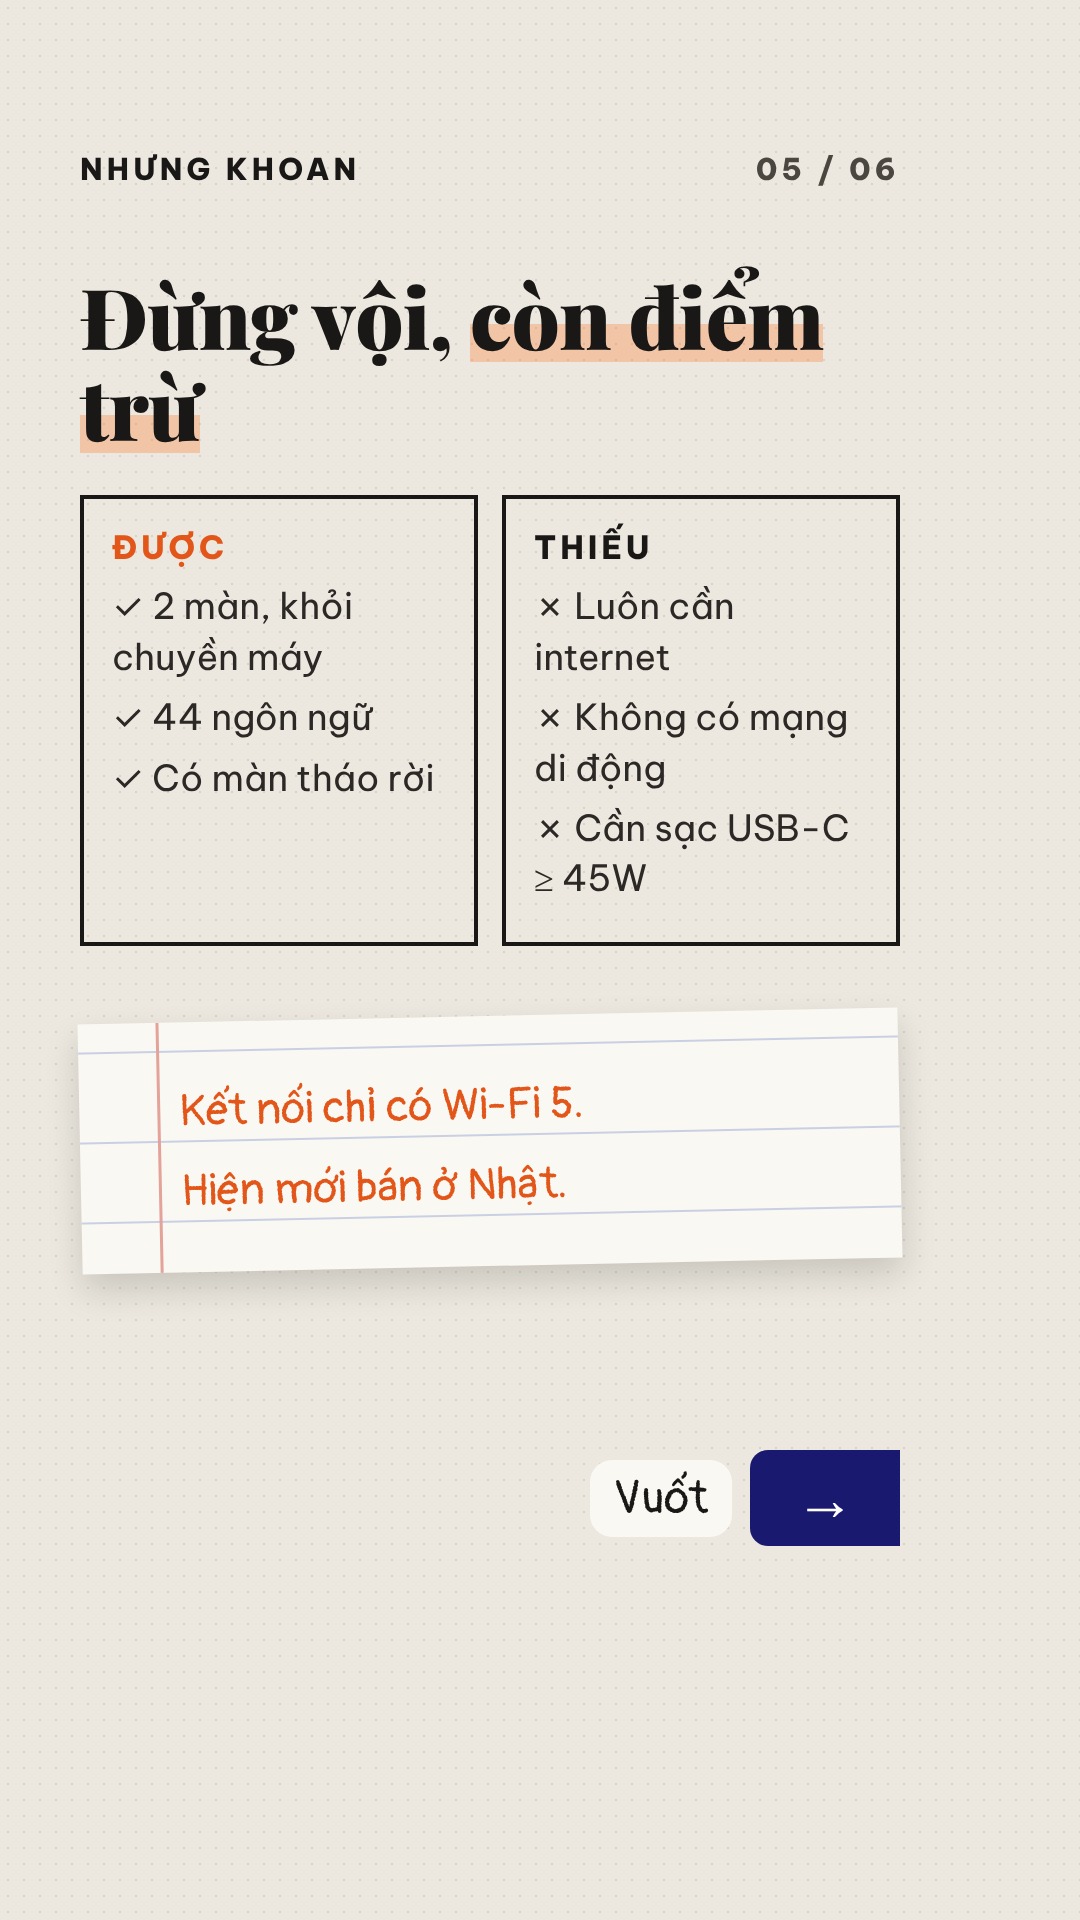 NHƯNG KHOAN
05 / 06
Đừng vội, còn điểm
trừ
ĐƯỢC
✓ 2 màn, khỏi
chuyền máy
✓ 44 ngôn ngữ
✓ Có màn tháo rời
THIẾU
× Luôn cần
internet
× Không có mạng
di động
× Cần sạc USB-C
≥ 45W
Kết nối chỉ có Wi-Fi 5.
Hiện mới bán ở Nhật.
Vuốt →